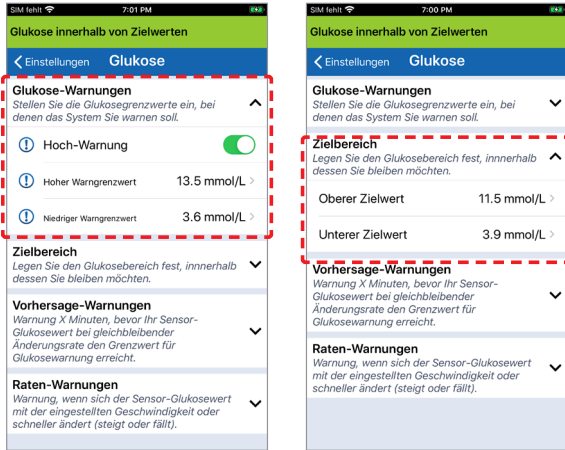 SIM fehlt 7:01 PM
Glukose innerhalb von Zielwerten
Einstellungen Glukose
Glukose-Warnungen
Stellen Sie die Glukosegrenzwerte ein, bei
denen das System Sie warnen soll.
Hoch-Warnung
Hoher Warngrenzwert 13.5 mmol/L
Niedriger Warngrenzwert 3.6 mmol/L
Zielbereich
Legen Sie den Glukosebereich fest, innnerhalb
dessen Sie bleiben möchten.
Vorhersage-Warnungen
Warnung X Minuten, bevor Ihr Sensor-
Glukosewert bei gleichbleibender
Änderungsrate den Grenzwert für
Glukosewarnung erreicht.
Raten-Warnungen
Warnung, wenn sich der Sensor-Glukosewert
mit der eingestellten Geschwindigkeit oder
schneller ändert (steigt oder fällt).
SIM fehlt 7:00 PM
Glukose innerhalb von Zielwerten
Einstellungen Glukose
Glukose-Warnungen
Stellen Sie die Glukosegrenzwerte ein, bei
denen das System Sie warnen soll.
Zielbereich
Legen Sie den Glukosebereich fest, innnerhalb
dessen Sie bleiben möchten.
Oberer Zielwert 11.5 mmol/L
Unterer Zielwert 3.9 mmol/L
Vorhersage-Warnungen
Warnung X Minuten, bevor Ihr Sensor-
Glukosewert bei gleichbleibender
Änderungsrate den Grenzwert für
Glukosewarnung erreicht.
Raten-Warnungen
Warnung, wenn sich der Sensor-Glukosewert
mit der eingestellten Geschwindigkeit oder
schneller ändert (steigt oder fällt).